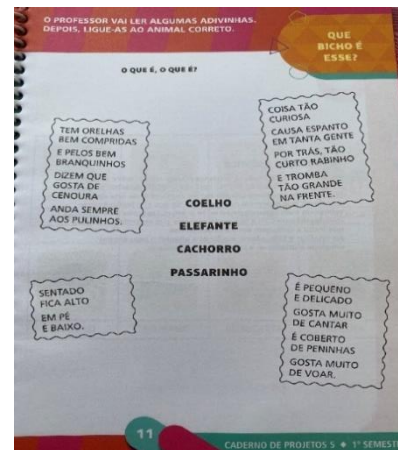 O PROFESSOR VAI LER ALGUMAS ADIVINHAS.
DEPOIS, LIGUE-AS AO ANIMAL CORRETO.
QUE
BICHO É
ESSE?
O QUE É, O QUE É?
TEM ORELHAS
BEM COMPRIDAS
E PELOS BEM
BRANQUINHOS
DIZEM QUE
GOSTA DE
CENOURA
ANDA SEMPRE
AOS PULINHOS.
COISA TÃO
CURIOSA
CAUSA ESPANTO
EM TANTA GENTE
POR TRÁS, TÃO
CURTO RABINHO
E TROMBA
TÃO GRANDE
NA FRENTE.
COELHO
ELEFANTE
CACHORRO
PASSARINHO
SENTADO
FICA ALTO
EM PÉ
É BAIXO.
É PEQUENO
E DELICADO
GOSTA MUITO
DE CANTAR
É COBERTO
DE PENINHAS
GOSTA MUITO
DE VOAR.
11
CADERNO DE PROJETOS 5 ◆ 1º SEMEST